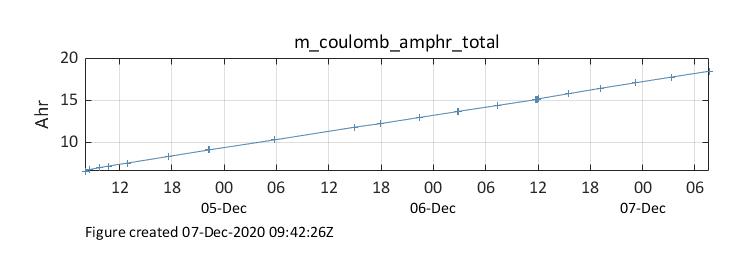 m_coulomb_amphr_total
20
15
10
Ahr
12 18 00 06 12 18 00 06 12 18 00 06
05-Dec 06-Dec 07-Dec
Figure created 07-Dec-2020 09:42:26Z